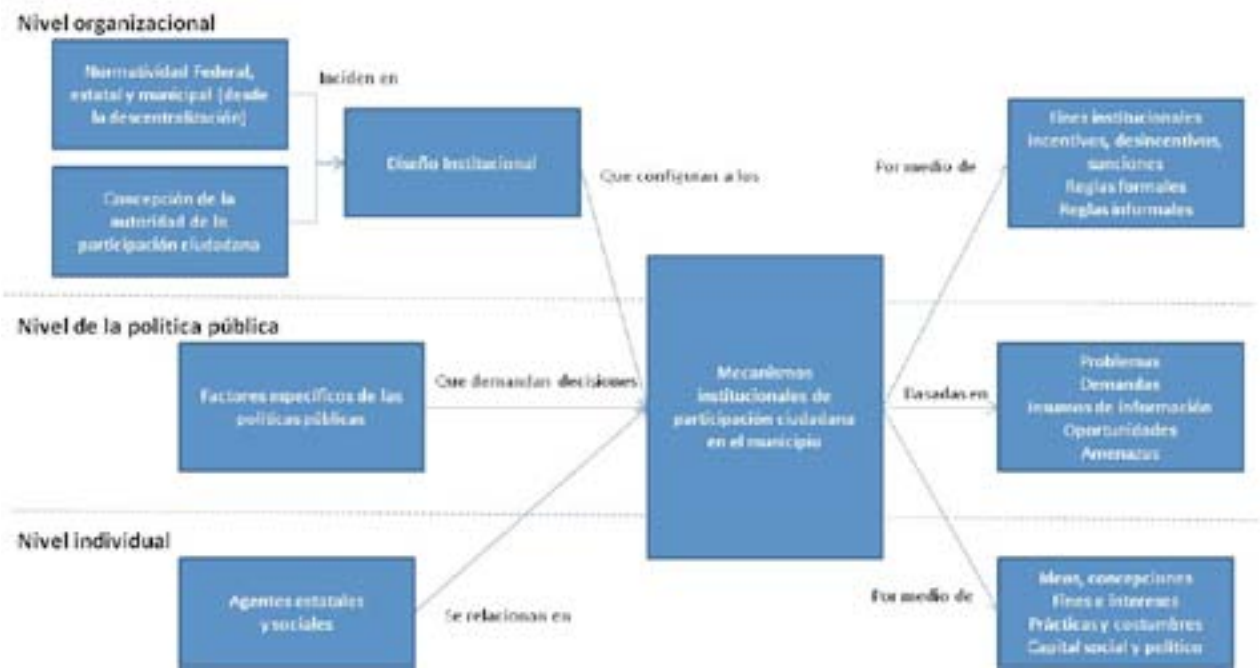 Nivel organizacional
Normatividad Federal,
estatal y municipal (desde
la descentralización)
Inciden en
Concepción de la
autoridad de la
participación ciudadana
Diseño Institucional
Que configuran a los
Por medio de
Fines institucionales
Incentivos, desincentivos,
sanciones
Reglas formales
Reglas informales
Nivel de la política pública
Factores específicos de las
políticas públicas
Que demandan decisiones
Mecanismos
institucionales de
participación ciudadana
en el municipio
Basadas en
Problemas
Demandas
Insumos de información
Oportunidades
Amenazas
Nivel individual
Agentes estatales
y sociales
Se relacionan en
Por medio de
Ideas, concepciones
Fines e intereses
Prácticas y costumbres
Capital social y político